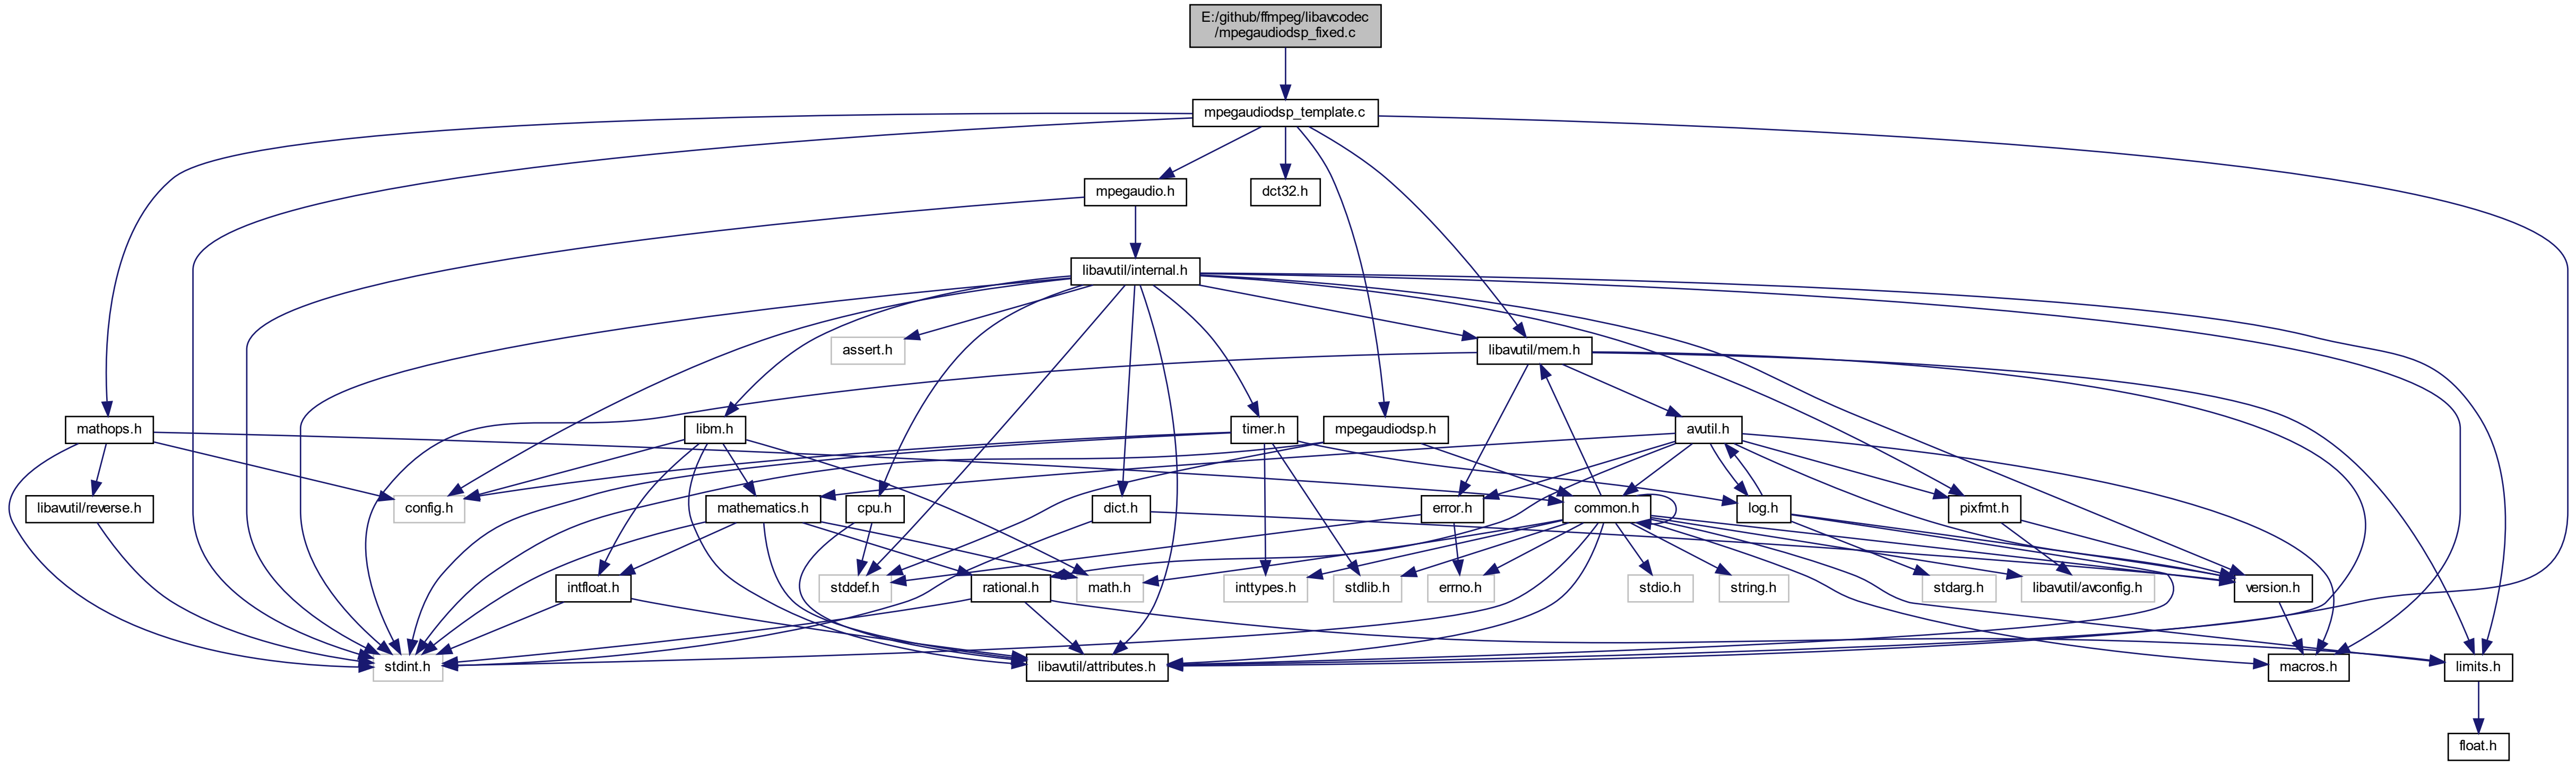 E:/github/ffmpeg/libavcodec
/mpegaudiodsp_fixed.c
mpegaudiodsp_template.c
mpegaudio.h
dct32.h
libavutil/internal.h
assert.h
libavutil/mem.h
mathops.h
libm.h
timer.h
mpegaudiodsp.h
avutil.h
libavutil/reverse.h
config.h
mathematics.h
cpu.h
dict.h
error.h
common.h
log.h
pixfmt.h
intfloat.h
stddef.h
rational.h
math.h
inttypes.h
stdlib.h
errno.h
stdio.h
string.h
stdarg.h
libavutil/avconfig.h
version.h
stdint.h
libavutil/attributes.h
macros.h
limits.h
float.h